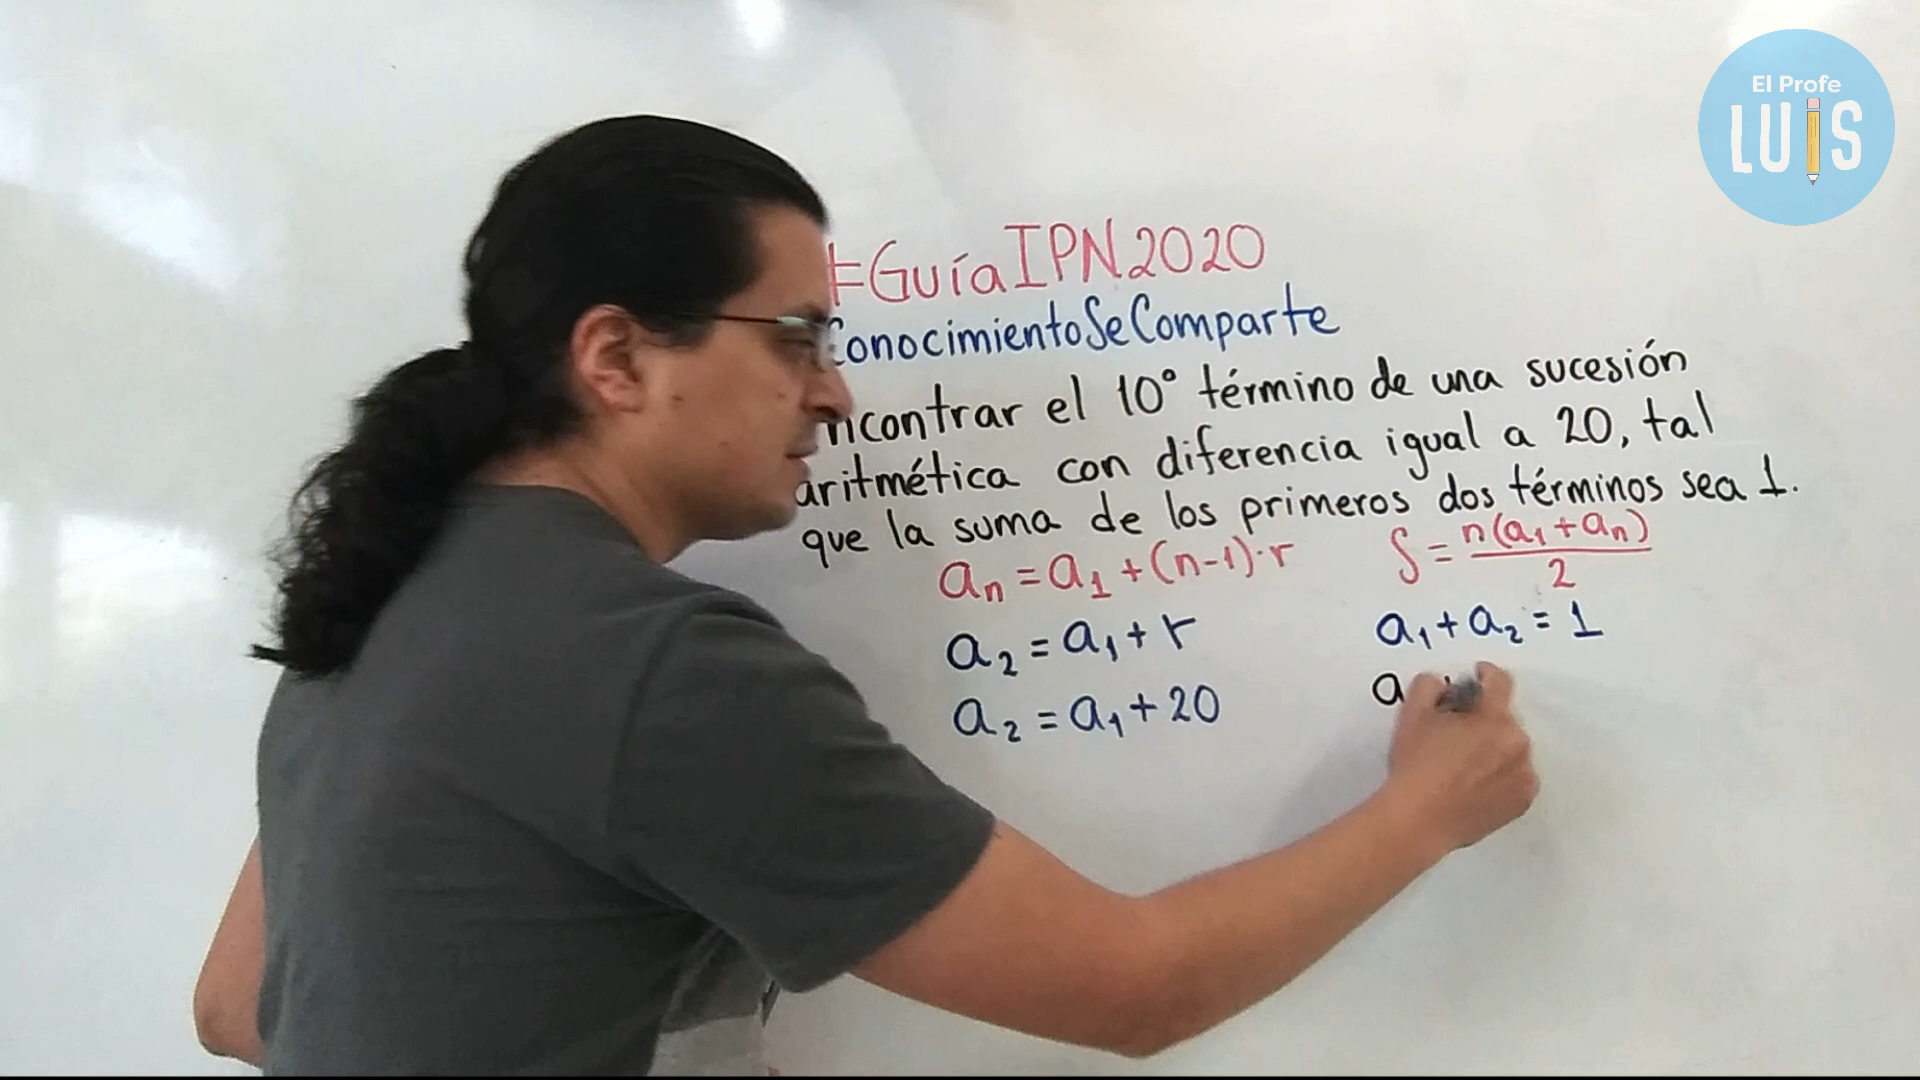 El Profe
LUIS
#GuíaIPN2020
ConocimientoSeComparte
ncontrar el 10° término de una sucesión
aritmética con diferencia igual a 20, tal
que la suma de los primeros dos términos sea 1.
aₙ = a₁ + (n-1)·r
S = n(a₁+aₙ)/2
a₂ = a₁ + r
a₁ + a₂ = 1
a₂ = a₁ + 20
a